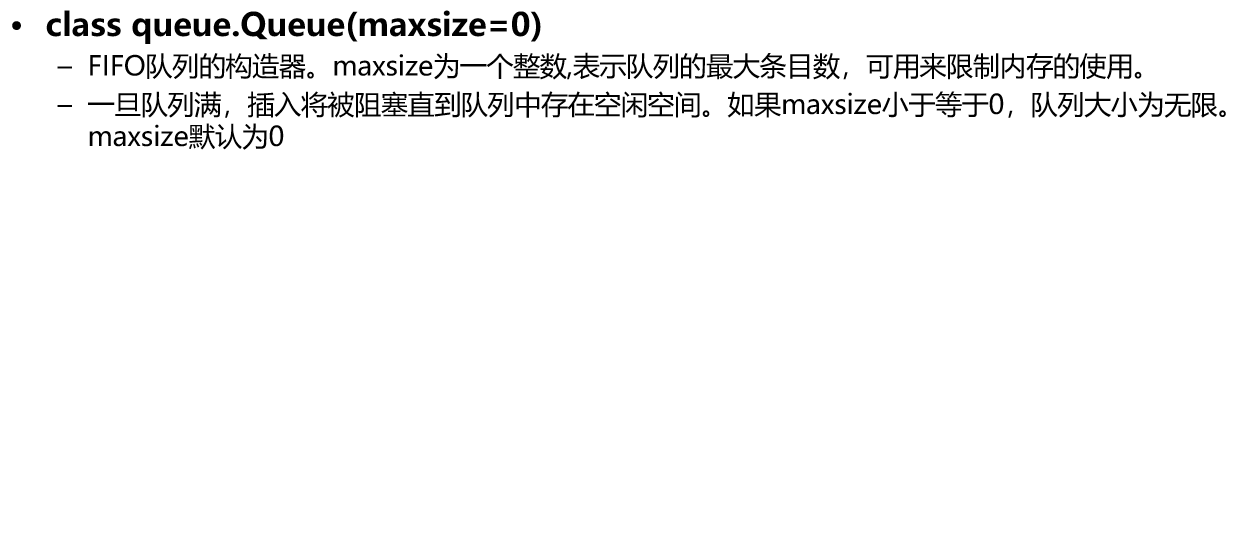 • class queue.Queue(maxsize=0)
– FIFO队列的构造器。maxsize为一个整数,表示队列的最大条目数，可用来限制内存的使用。
– 一旦队列满，插入将被阻塞直到队列中存在空闲空间。如果maxsize小于等于0，队列大小为无限。
maxsize默认为0